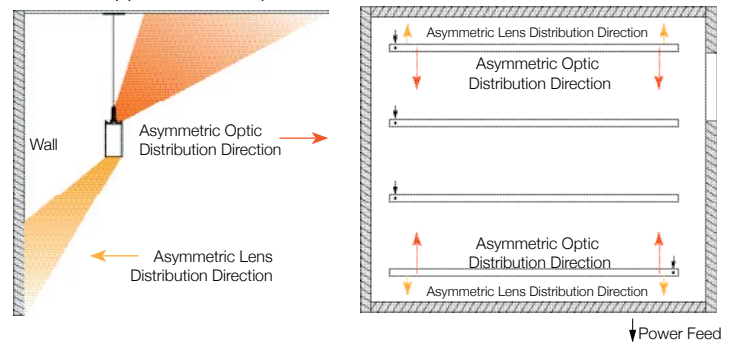 Wall
Asymmetric Optic
Distribution Direction
Asymmetric Lens
Distribution Direction
Asymmetric Lens Distribution Direction
Asymmetric Optic
Distribution Direction
Asymmetric Optic
Distribution Direction
Asymmetric Lens Distribution Direction
Power Feed